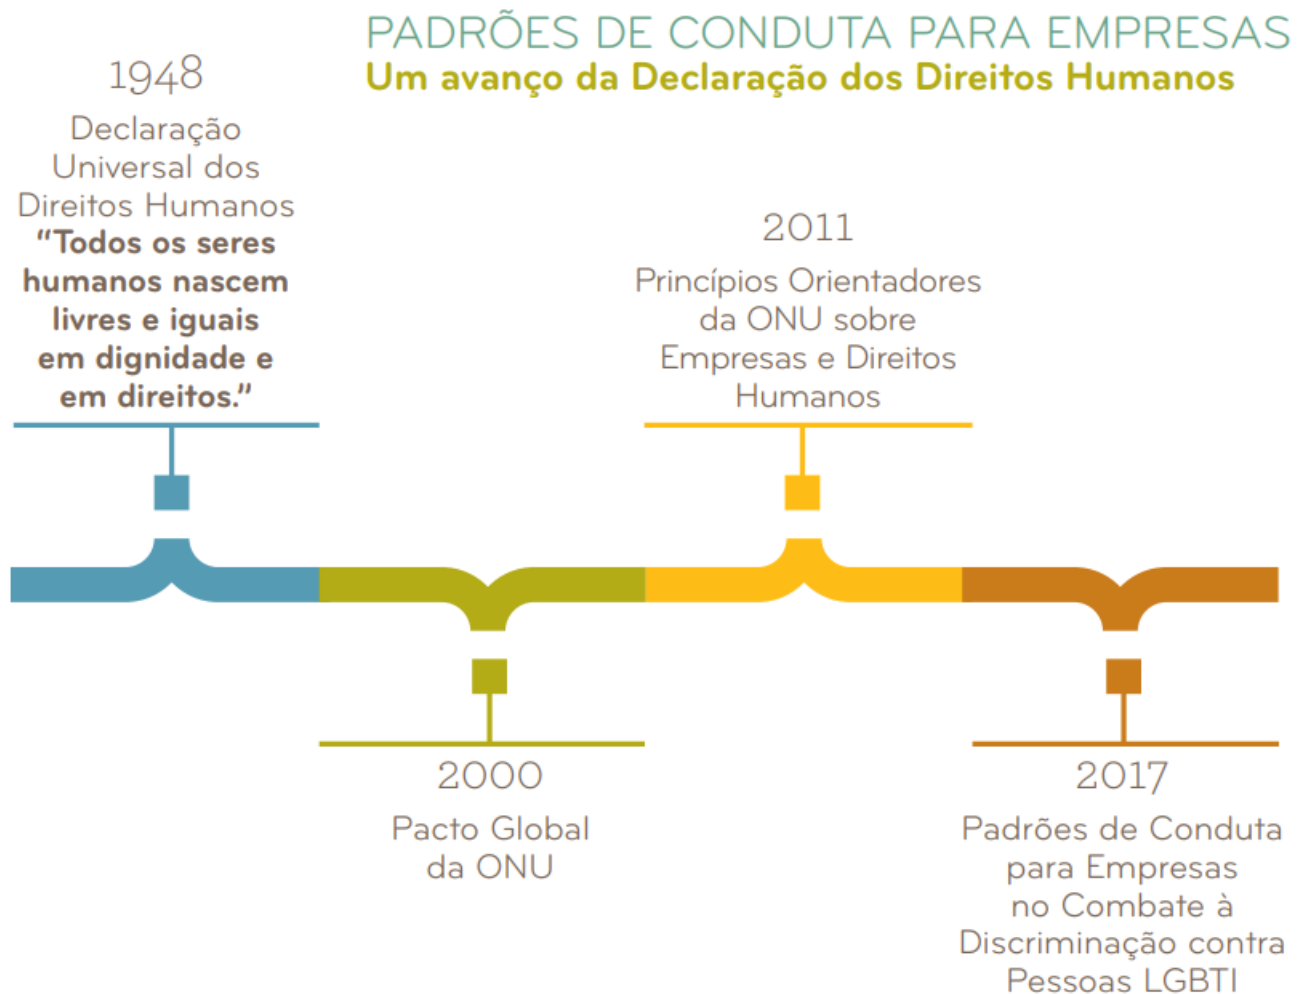 PADRÕES DE CONDUTA PARA EMPRESAS
Um avanço da Declaração dos Direitos Humanos
1948
Declaração
Universal dos
Direitos Humanos
“Todos os seres
humanos nascem
livres e iguais
em dignidade e
em direitos.”
2000
Pacto Global
da ONU
2011
Princípios Orientadores
da ONU sobre
Empresas e Direitos
Humanos
2017
Padrões de Conduta
para Empresas
no Combate à
Discriminação contra
Pessoas LGBTI